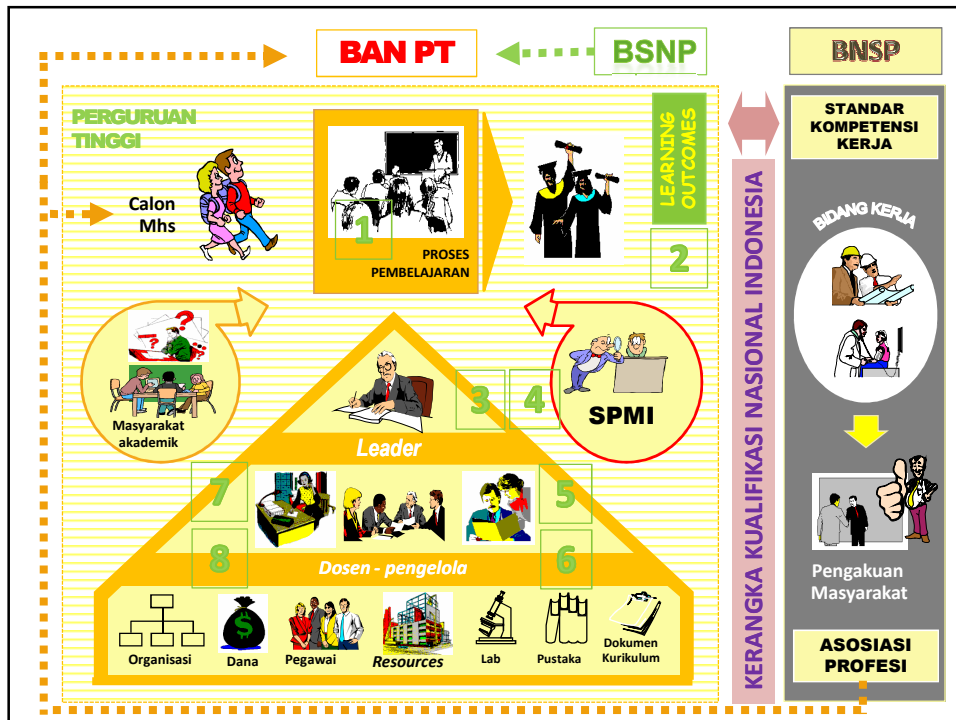 BAN PT
BSNP
BNSP
PERGURUAN
TINGGI
Calon
Mhs
1
PROSES
PEMBELAJARAN
LEARNING
OUTCOMES
2
STANDAR
KOMPETENSI
KERJA
KERANGKA KUALIFIKASI NASIONAL INDONESIA
BIDANG KERJA
? ? ?
Masyarakat
akademik
3
4
SPMI
Leader
7
5
8
6
Dosen - pengelola
Pengakuan
Masyarakat
$
Organisasi
Dana
Pegawai
Resources
Lab
Pustaka
Dokumen
Kurikulum
ASOSIASI
PROFESI